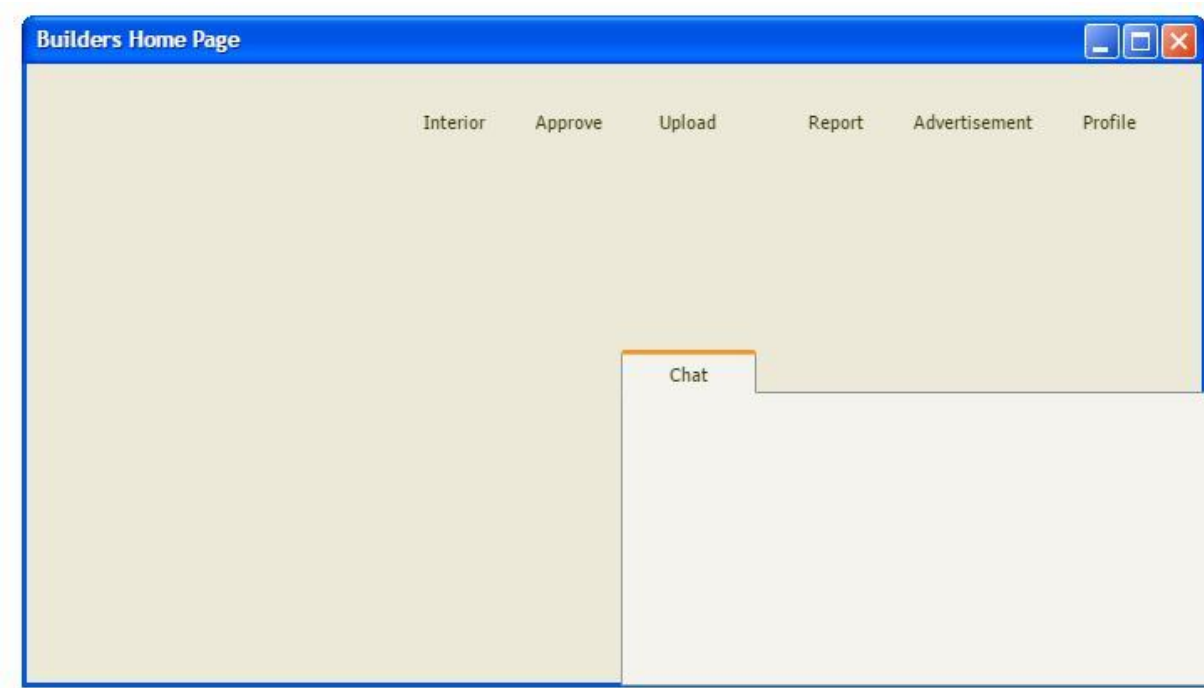 Builders Home Page
Interior Approve Upload Report Advertisement Profile
Chat